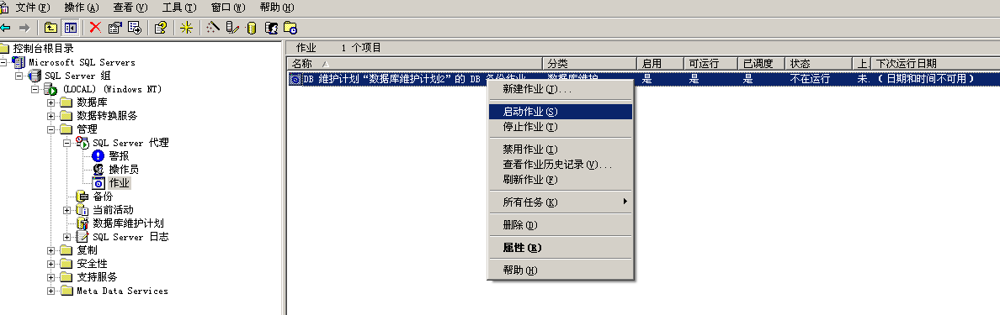 文件(F) 操作(A) 查看(V) 工具(T) 窗口(W) 帮助(H)
控制台根目录
Microsoft SQL Servers
SQL Server 组
(LOCAL) (Windows NT)
数据库
数据转换服务
管理
SQL Server 代理
警报
操作员
作业
备份
当前活动
数据库维护计划
SQL Server 日志
复制
安全性
支持服务
Meta Data Services
作业 1 个项目
名称 分类 启用 可运行 已调度 状态 上. 下次运行日期
DB 维护计划“数据库维护计划2”的 DB 备份作业 数据库维护 是 是 是 不在运行 未. (日期和时间不可用)
新建作业(J)...
启动作业(S)
停止作业(T)
禁用作业(I)
查看作业历史记录(V)...
刷新作业(F)
所有任务(K)
删除(D)
属性(R)
帮助(H)